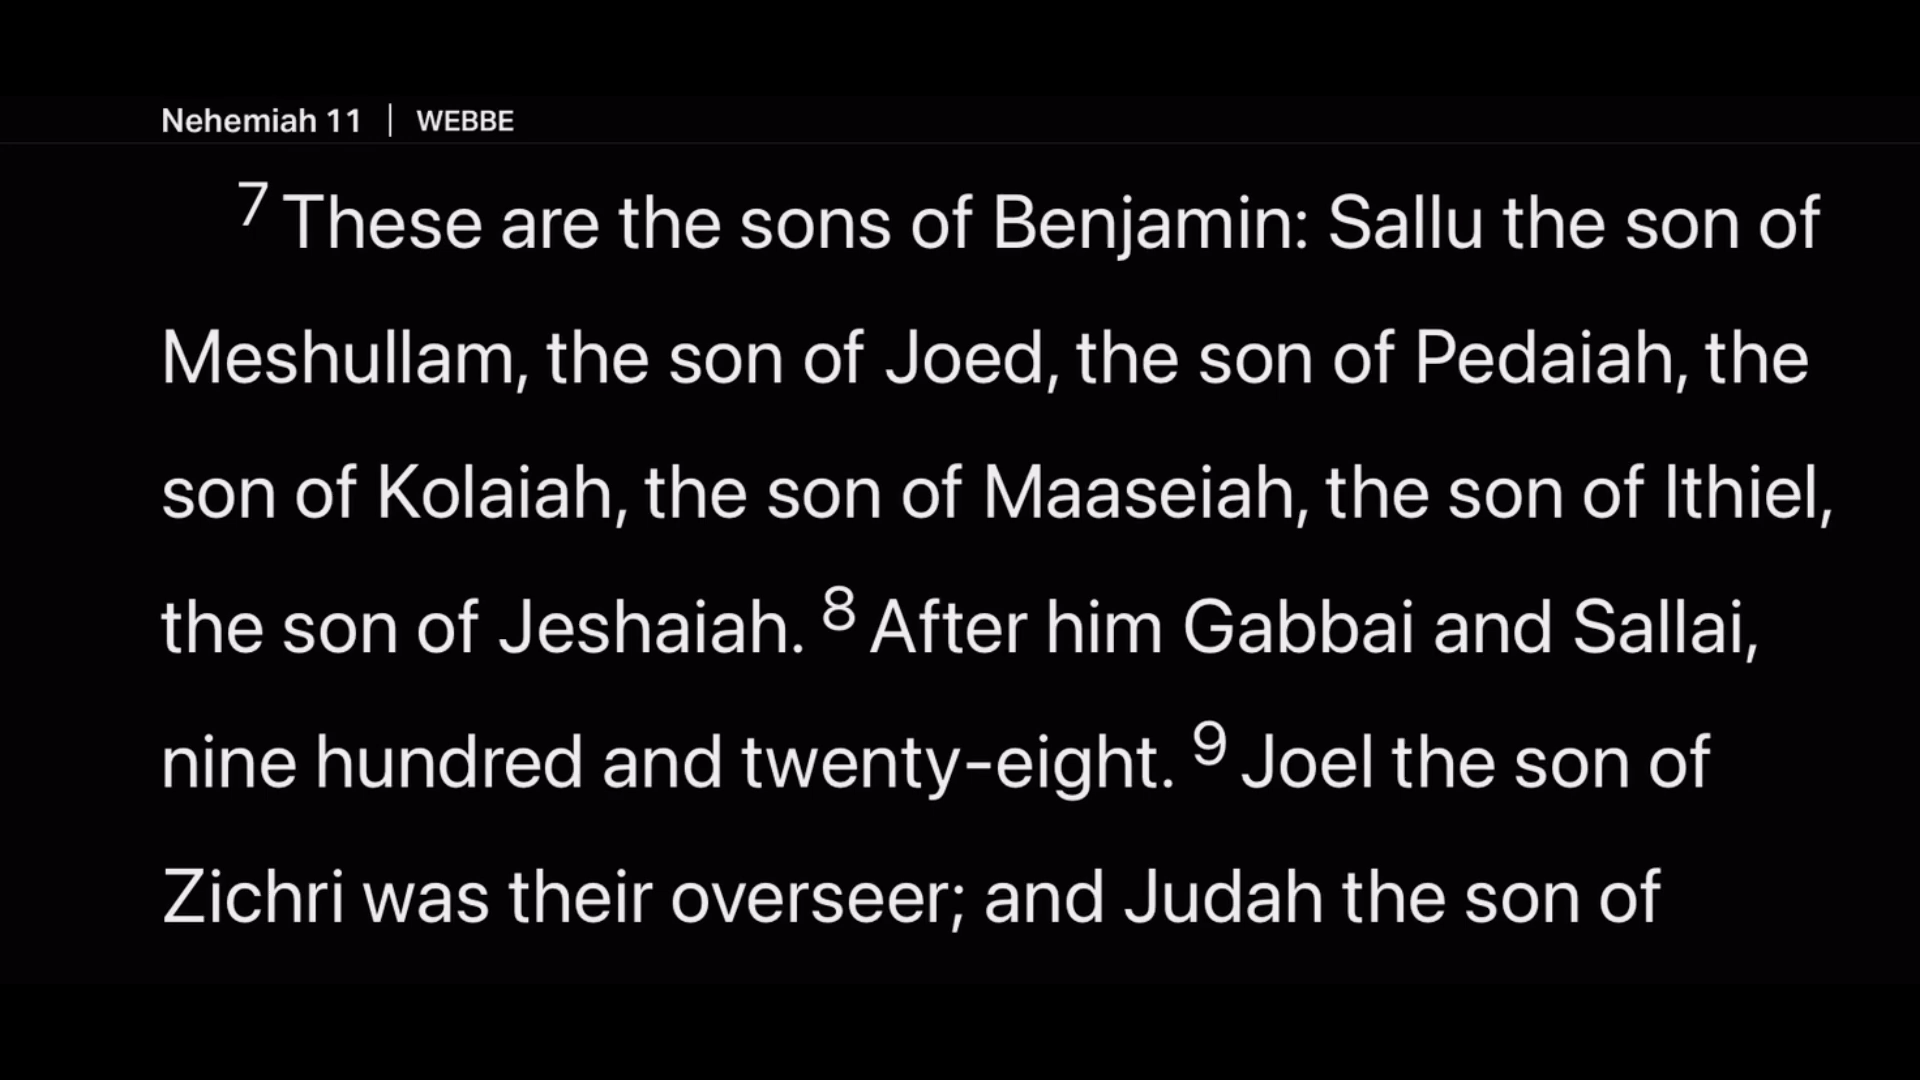 Nehemiah 11 | WEBBE
7 These are the sons of Benjamin: Sallu the son of
Meshullam, the son of Joed, the son of Pedaiah, the
son of Kolaiah, the son of Maaseiah, the son of Ithiel,
the son of Jeshaiah. 8 After him Gabbai and Sallai,
nine hundred and twenty-eight. 9 Joel the son of
Zichri was their overseer; and Judah the son of